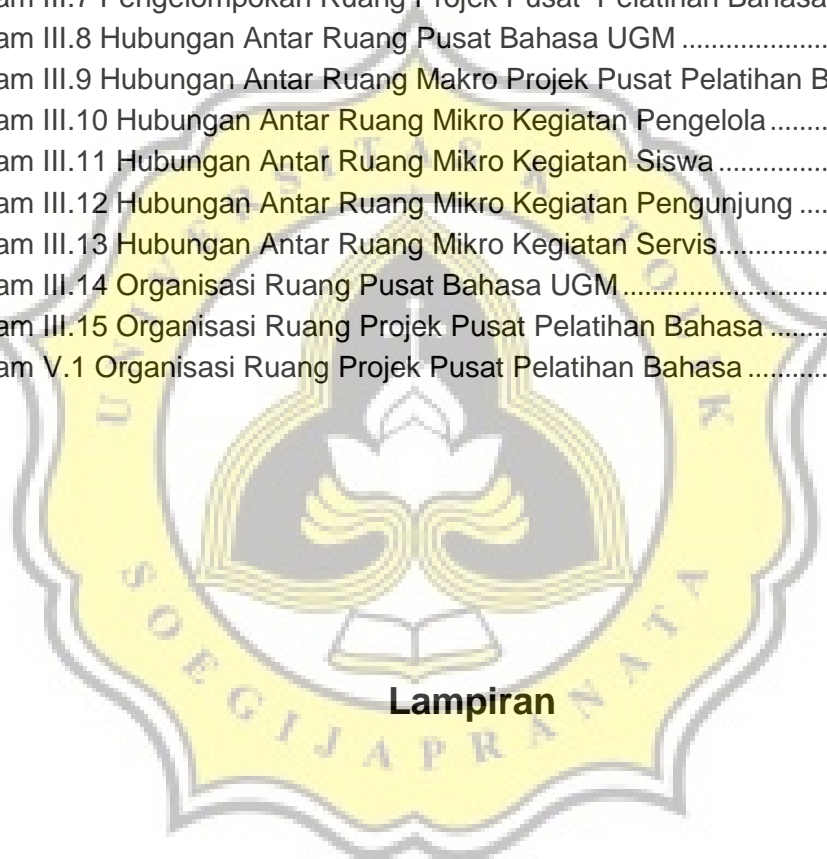 am III.7 Pengelompokan Ruang Projek Pusat Pelatihan Bahasa
am III.8 Hubungan Antar Ruang Pusat Bahasa UGM ....................
am III.9 Hubungan Antar Ruang Makro Projek Pusat Pelatihan B
am III.10 Hubungan Antar Ruang Mikro Kegiatan Pengelola ........
am III.11 Hubungan Antar Ruang Mikro Kegiatan Siswa ...............
am III.12 Hubungan Antar Ruang Mikro Kegiatan Pengunjung ....
am III.13 Hubungan Antar Ruang Mikro Kegiatan Servis...............
am III.14 Organisasi Ruang Pusat Bahasa UGM ............................
am III.15 Organisasi Ruang Projek Pusat Pelatihan Bahasa ........
am V.1 Organisasi Ruang Projek Pusat Pelatihan Bahasa ...........
UNIVERSITAS KATOLIK
SOEGIJAPRANATA
Lampiran